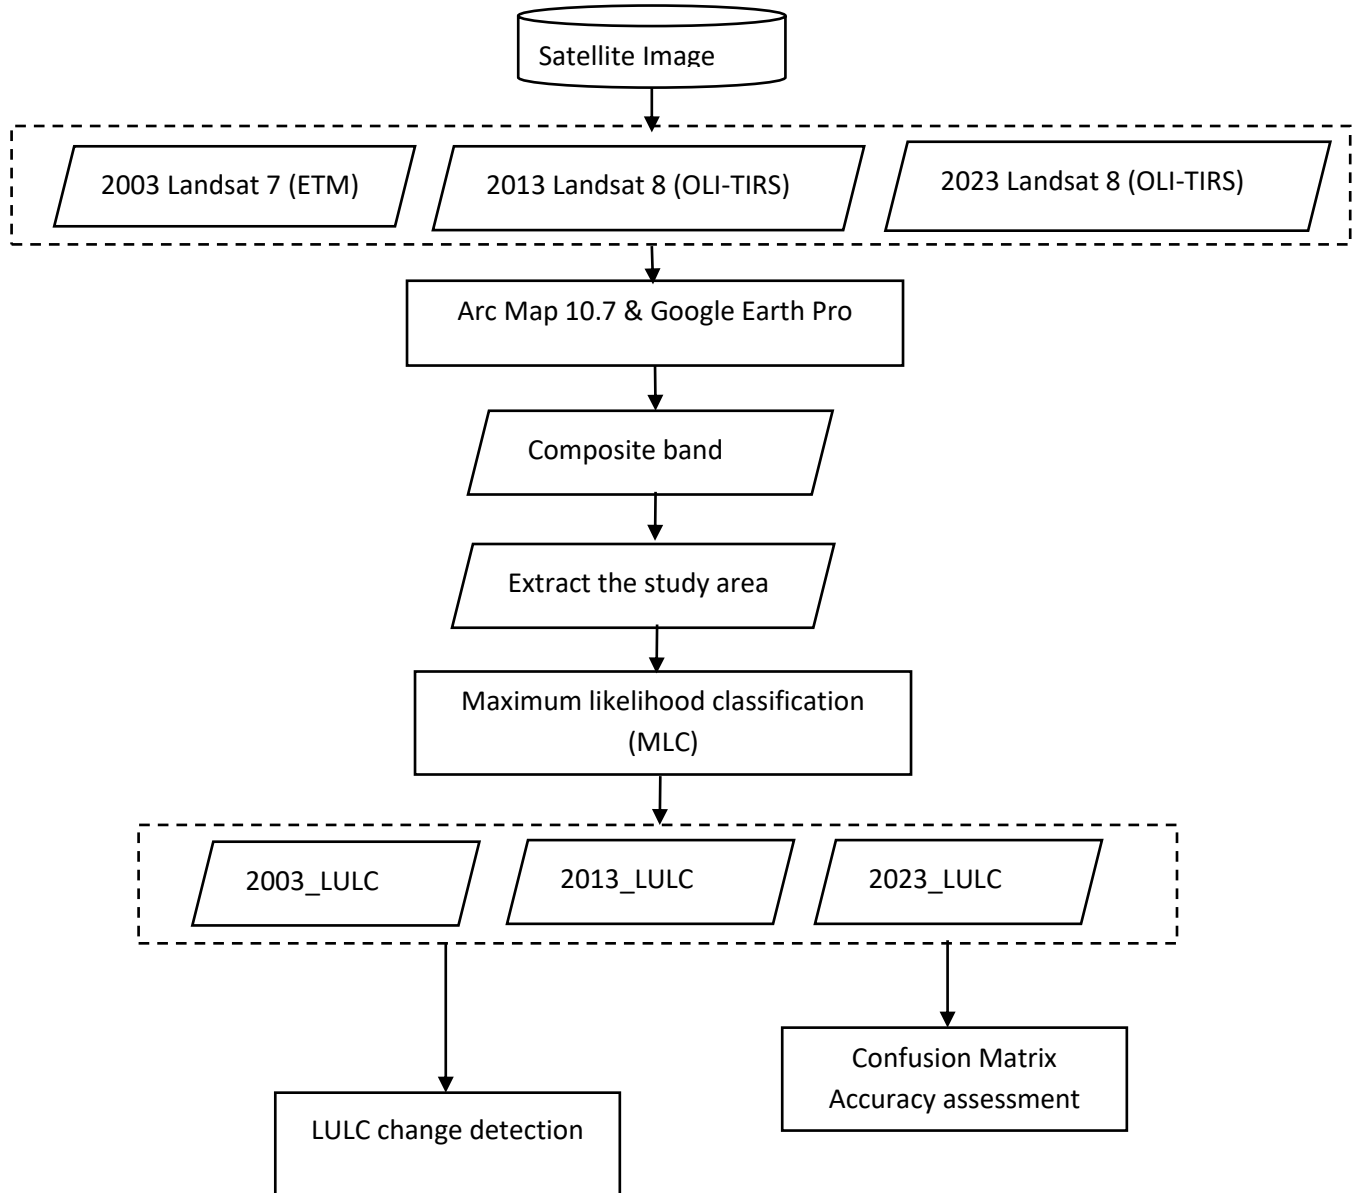 Satellite Image
2003 Landsat 7 (ETM)
2013 Landsat 8 (OLI-TIRS)
2023 Landsat 8 (OLI-TIRS)
Arc Map 10.7 & Google Earth Pro
Composite band
Extract the study area
Maximum likelihood classification
(MLC)
2003_LULC
2013_LULC
2023_LULC
Confusion Matrix
Accuracy assessment
LULC change detection